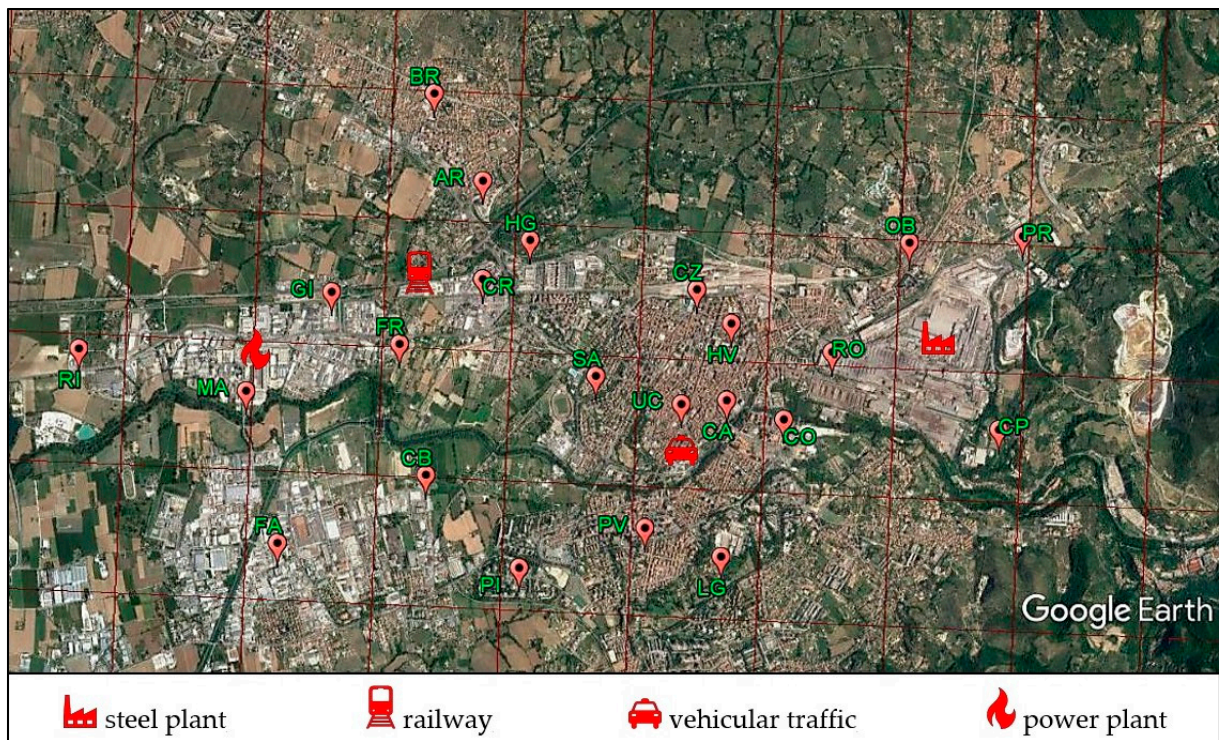 BR
AR
HG
OB
PR
GI
CR
CZ
FR
HV
RO
RI
MA
SA
UC
CA
CO
CP
CB
FA
PV
PI
LG
Google Earth
steel plant
railway
vehicular traffic
power plant